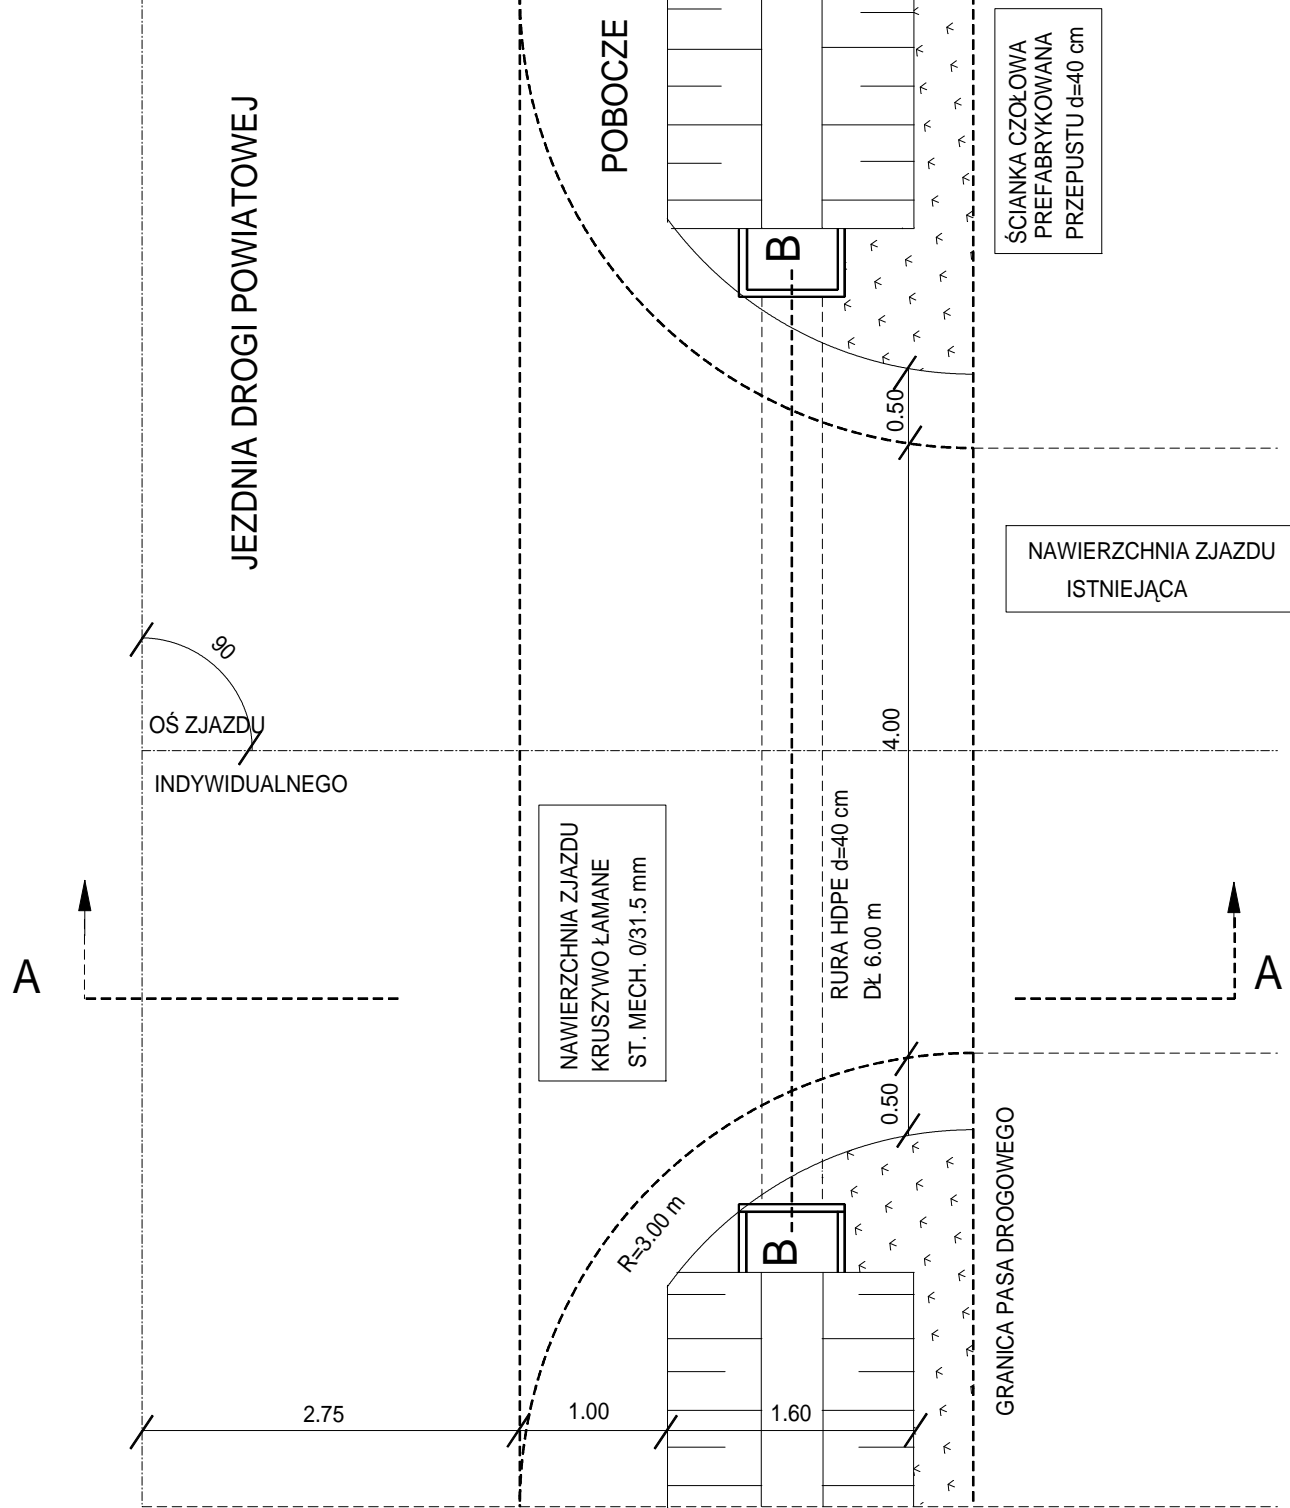 JEZDNIA DROGI POWIATOWEJ
POBOCZE
ŚCIANKA CZOŁOWA
PREFABRYKOWANA
PRZEPUSTU d=40 cm
B
0.50
NAWIERZCHNIA ZJAZDU
ISTNIEJĄCA
90
OŚ ZJAZDU
INDYWIDUALNEGO
4.00
NAWIERZCHNIA ZJAZDU
KRUSZYWO ŁAMANE
ST. MECH. 0/31.5 mm
RURA HDPE d=40 cm
DŁ 6.00 m
A
A
0.50
R=3.00 m
B
GRANICA PASA DROGOWEGO
2.75
1.00
1.60